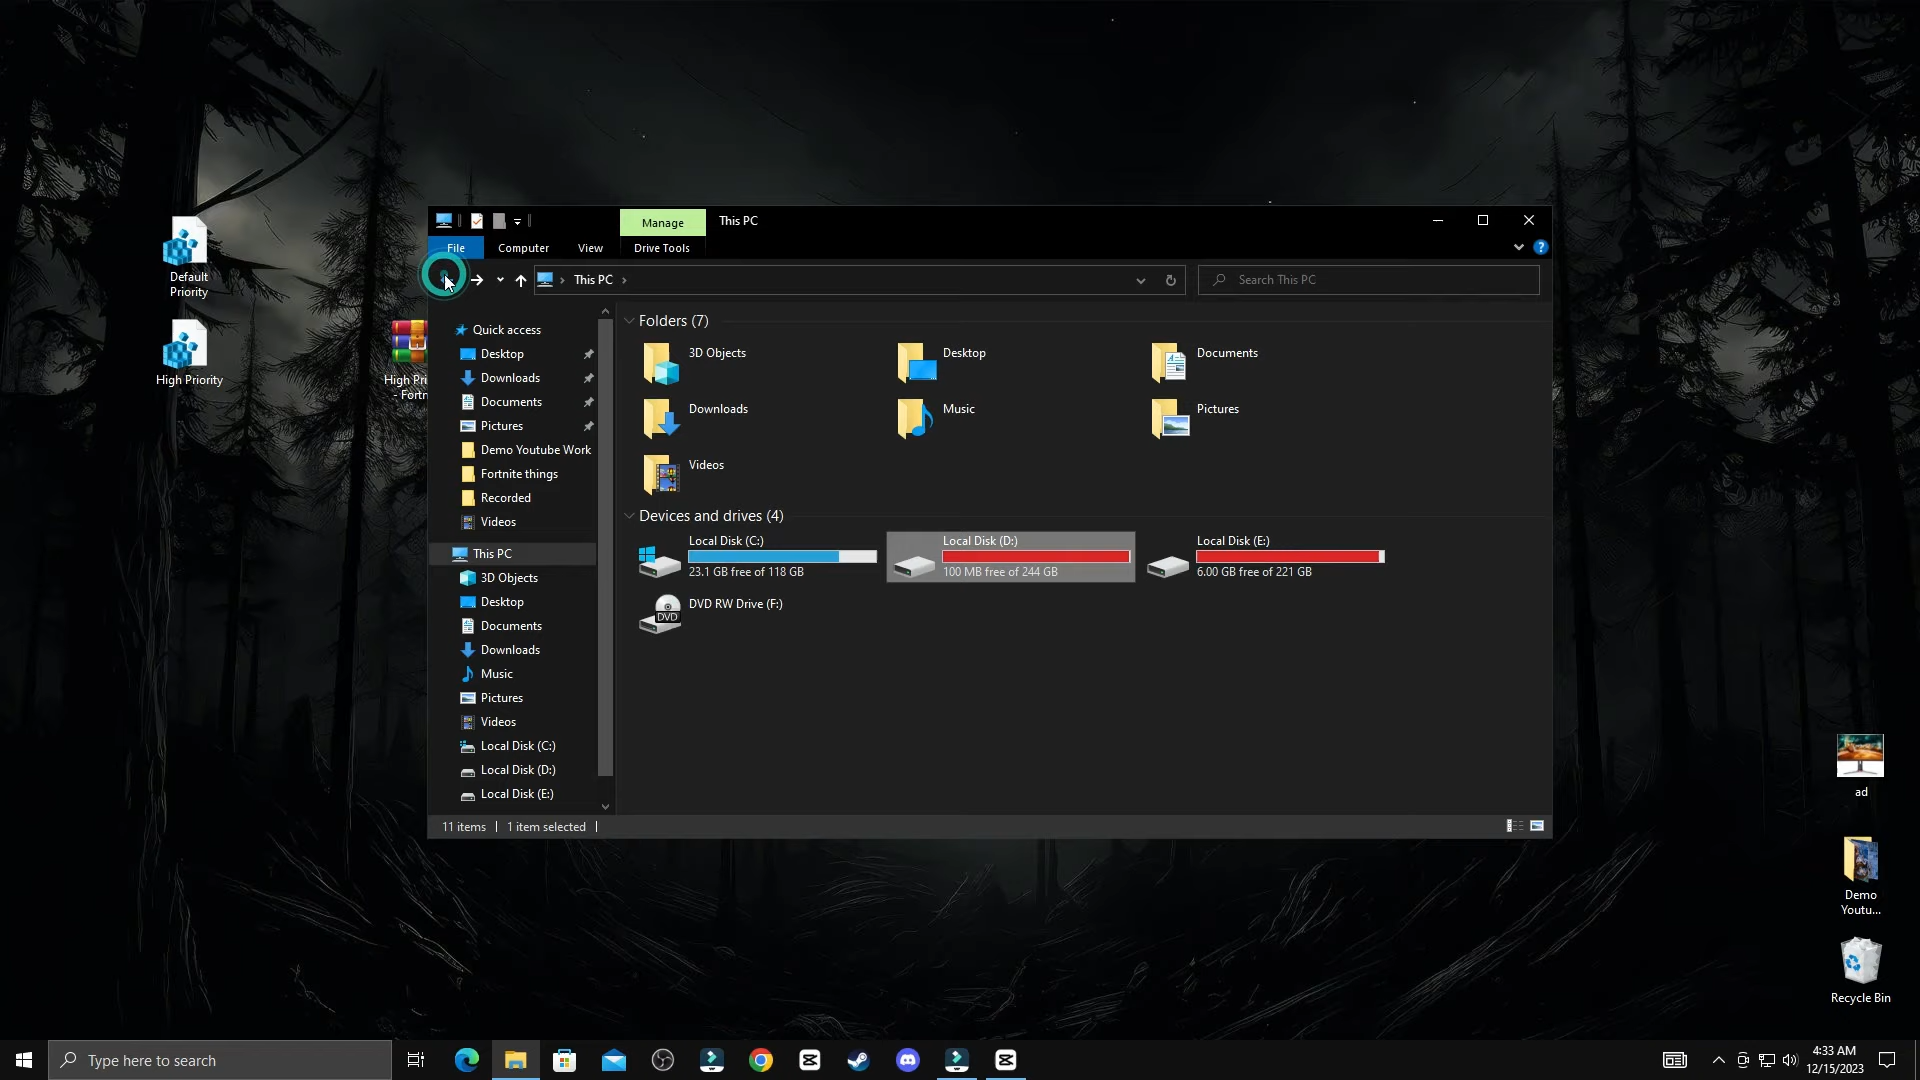 Default
Priority
High Priority
High Pri
- Fortn
Manage
This PC
File
Computer
View
Drive Tools
This PC
Search This PC
Quick access
Desktop
Downloads
Documents
Pictures
Demo Youtube Work
Fortnite things
Recorded
Videos
This PC
3D Objects
Desktop
Documents
Downloads
Music
Pictures
Videos
Local Disk (C:)
Local Disk (D:)
Local Disk (E:)
Folders (7)
3D Objects
Desktop
Documents
Downloads
Music
Pictures
Videos
Devices and drives (4)
Local Disk (C:)
23.1 GB free of 118 GB
Local Disk (D:)
100 MB free of 244 GB
Local Disk (E:)
6.00 GB free of 221 GB
DVD
DVD RW Drive (F:)
11 items
1 item selected
ad
Demo
Youtu...
Recycle Bin
Type here to search
4:33 AM
12/15/2023